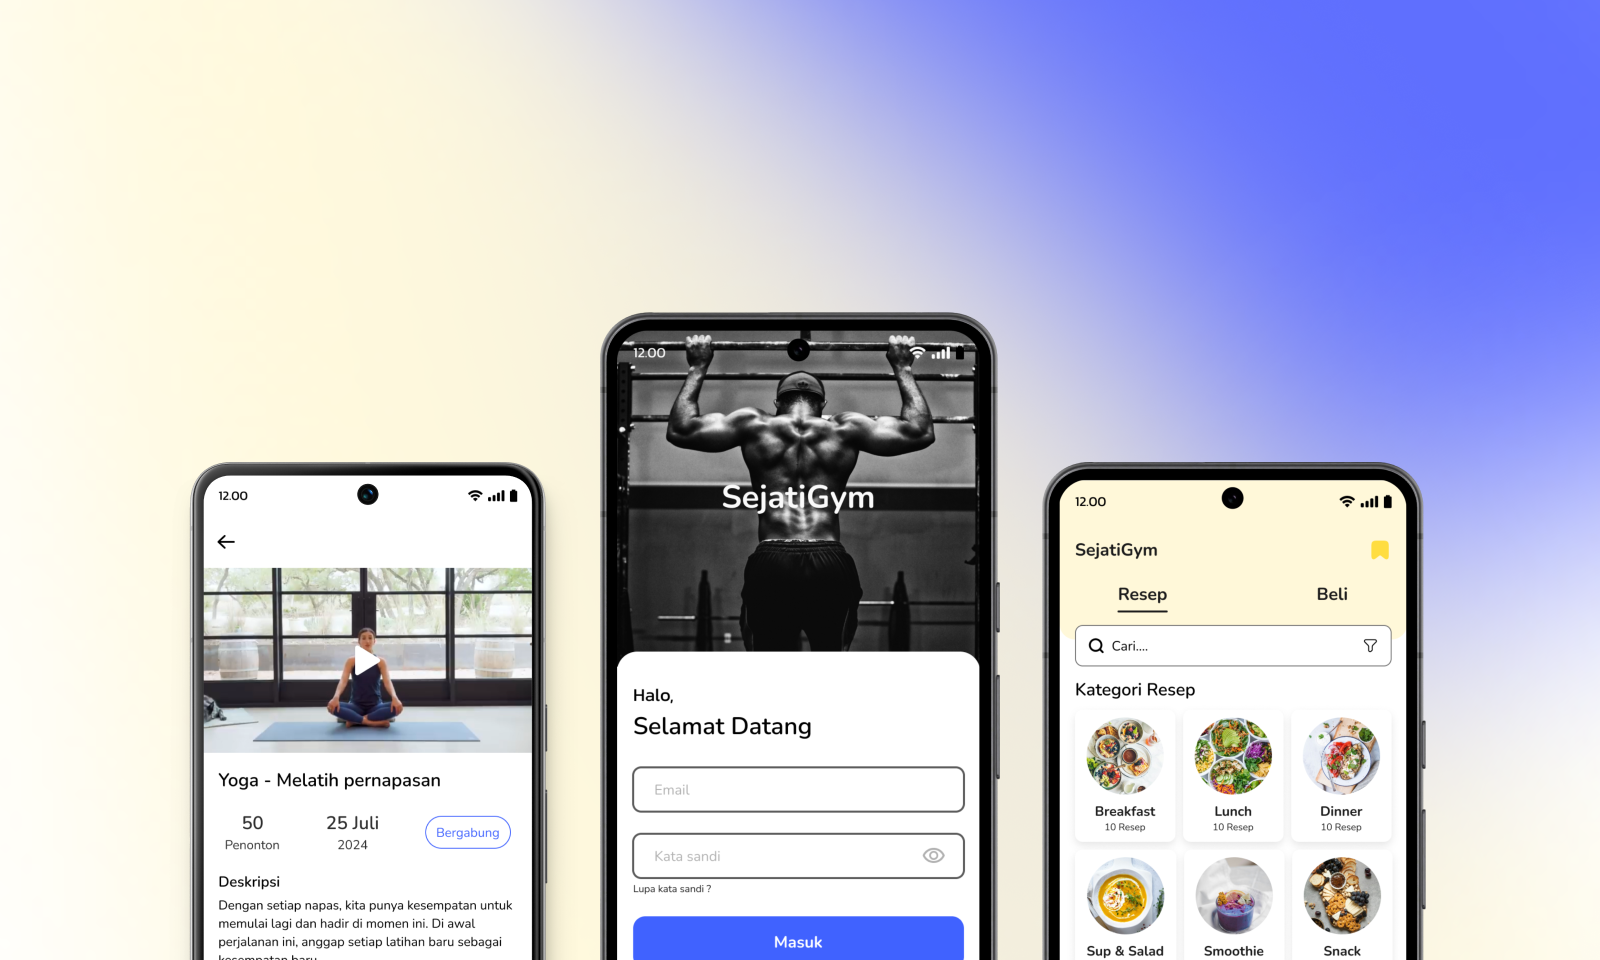 12.00
Yoga - Melatih pernapasan
50
Penonton
25 Juli
2024
Bergabung
Deskripsi
Dengan setiap napas, kita punya kesempatan untuk
memulai lagi dan hadir di momen ini. Di awal
perjalanan ini, anggap setiap latihan baru sebagai
kesempatan baru
12.00
SejatiGym
Halo,
Selamat Datang
Email
Kata sandi
Lupa kata sandi ?
Masuk
12.00
SejatiGym
Resep
Beli
Cari....
Kategori Resep
Breakfast
10 Resep
Lunch
10 Resep
Dinner
10 Resep
Sup & Salad
Smoothie
Snack